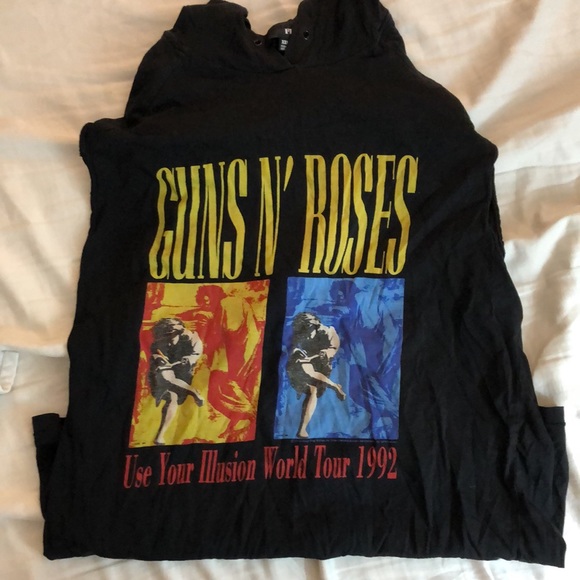 GUNS N' ROSES
Use Your Illusion World Tour 1992